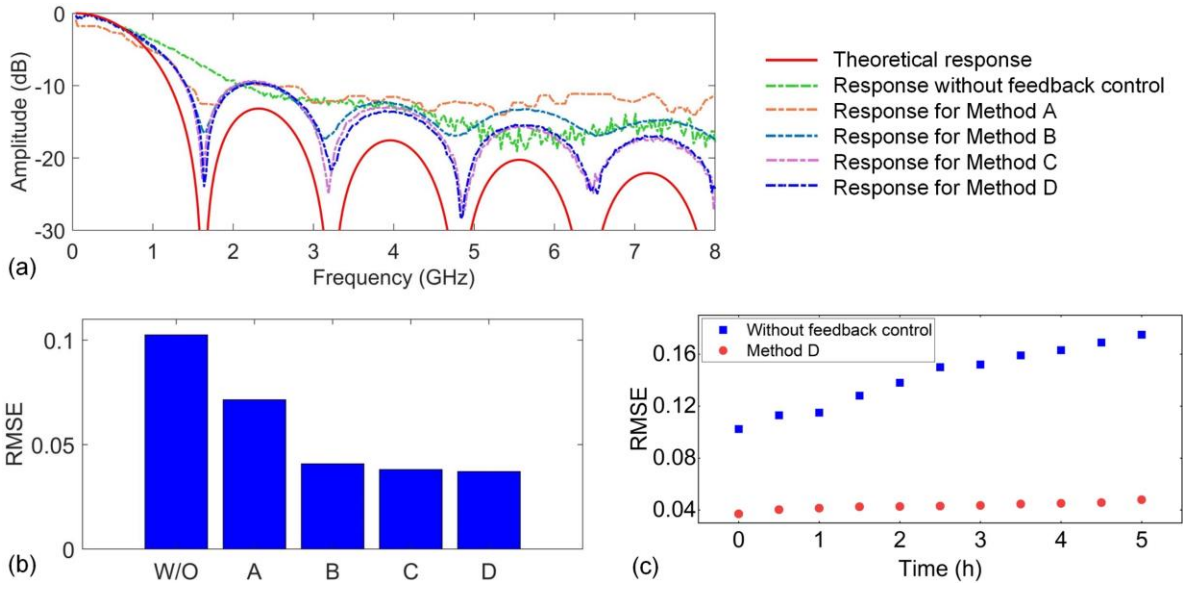 0
-10
-20
-30
Amplitude (dB)
0 1 2 3 4 5 6 7 8
Frequency (GHz)
(a)
Theoretical response
Response without feedback control
Response for Method A
Response for Method B
Response for Method C
Response for Method D
0.1
0.05
0
RMSE
W/O A B C D
(b)
Without feedback control
Method D
0.16
0.12
0.08
0.04
RMSE
0 1 2 3 4 5
Time (h)
(c)